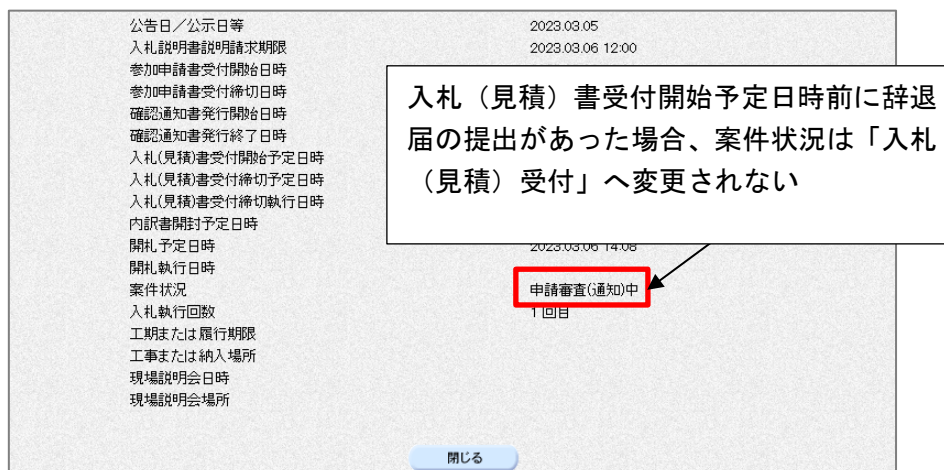 公告日／公示日等 2023.03.05
入札説明書説明請求期限 2023.03.06 12:00
参加申請書受付開始日時
参加申請書受付締切日時
確認通知書発行開始日時
確認通知書発行終了日時
入札(見積)書受付開始予定日時
入札(見積)書受付締切予定日時
入札(見積)書受付締切執行日時
内訳書開封予定日時
入札（見積）書受付開始予定日時前に辞退
届の提出があった場合、案件状況は「入札
（見積）受付」へ変更されない
開札予定日時 2023.03.06 14:08
開札執行日時
案件状況 申請審査(通知)中
入札執行回数 1回目
工期または履行期限
工事または納入場所
現場説明会日時
現場説明会場所
閉じる